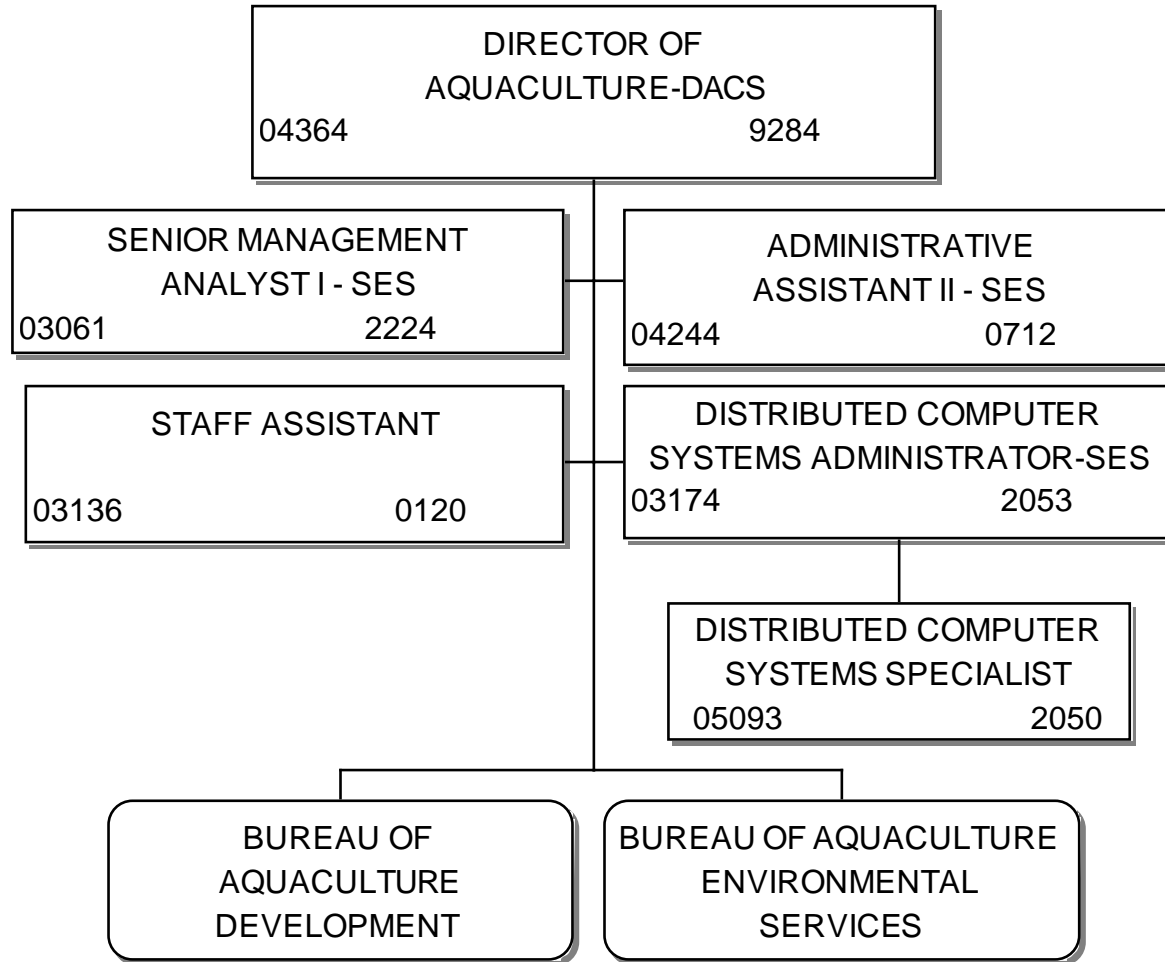 DIRECTOR OF
AQUACULTURE-DACS
04364 9284
SENIOR MANAGEMENT
ANALYST I - SES
03061 2224
ADMINISTRATIVE
ASSISTANT II - SES
04244 0712
STAFF ASSISTANT
03136 0120
DISTRIBUTED COMPUTER
SYSTEMS ADMINISTRATOR-SES
03174 2053
DISTRIBUTED COMPUTER
SYSTEMS SPECIALIST
05093 2050
BUREAU OF
AQUACULTURE
DEVELOPMENT
BUREAU OF AQUACULTURE
ENVIRONMENTAL
SERVICES